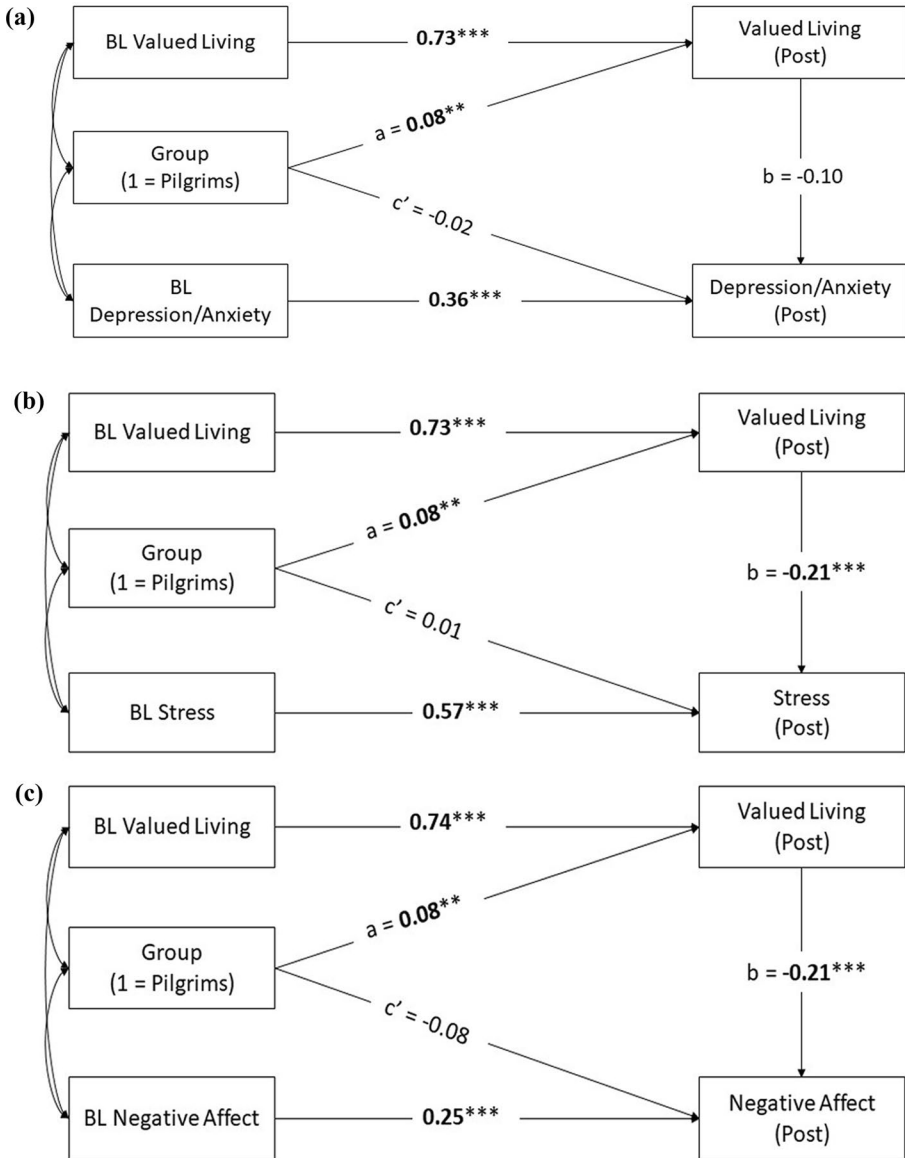 (a)
BL Valued Living
0.73***
Valued Living
(Post)
a = 0.08**
Group
(1 = Pilgrims)
b = -0.10
c’ = -0.02
BL
Depression/Anxiety
0.36***
Depression/Anxiety
(Post)
(b)
BL Valued Living
0.73***
Valued Living
(Post)
a = 0.08**
Group
(1 = Pilgrims)
b = -0.21***
c’ = 0.01
BL Stress
0.57***
Stress
(Post)
(c)
BL Valued Living
0.74***
Valued Living
(Post)
a = 0.08**
Group
(1 = Pilgrims)
b = -0.21***
c’ = -0.08
BL Negative Affect
0.25***
Negative Affect
(Post)